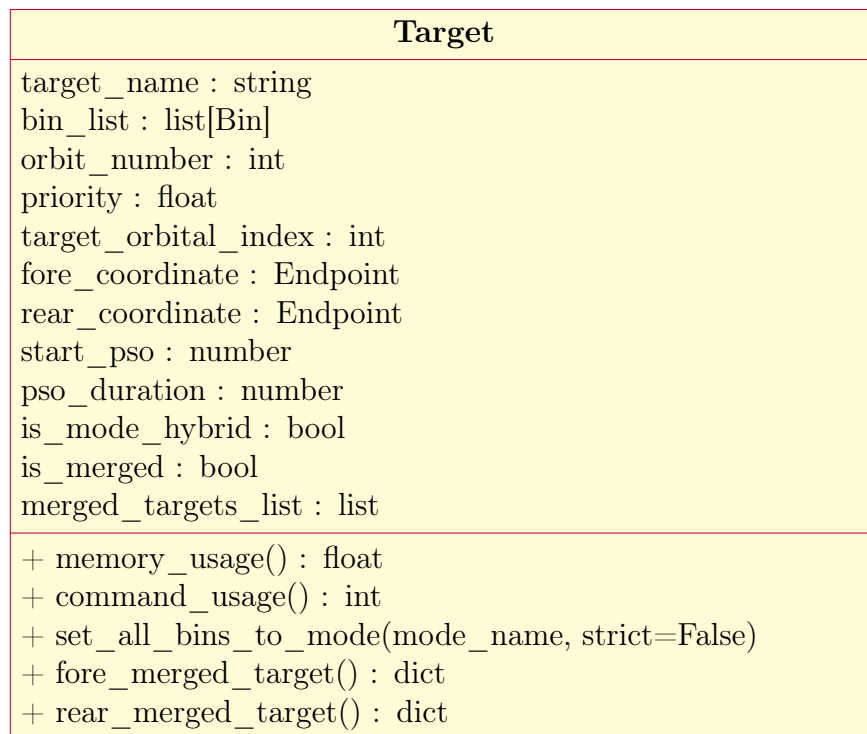 Target
target_name : string
bin_list : list[Bin]
orbit_number : int
priority : float
target_orbital_index : int
fore_coordinate : Endpoint
rear_coordinate : Endpoint
start_pso : number
pso_duration : number
is_mode_hybrid : bool
is_merged : bool
merged_targets_list : list
+ memory_usage() : float
+ command_usage() : int
+ set_all_bins_to_mode(mode_name, strict=False)
+ fore_merged_target() : dict
+ rear_merged_target() : dict